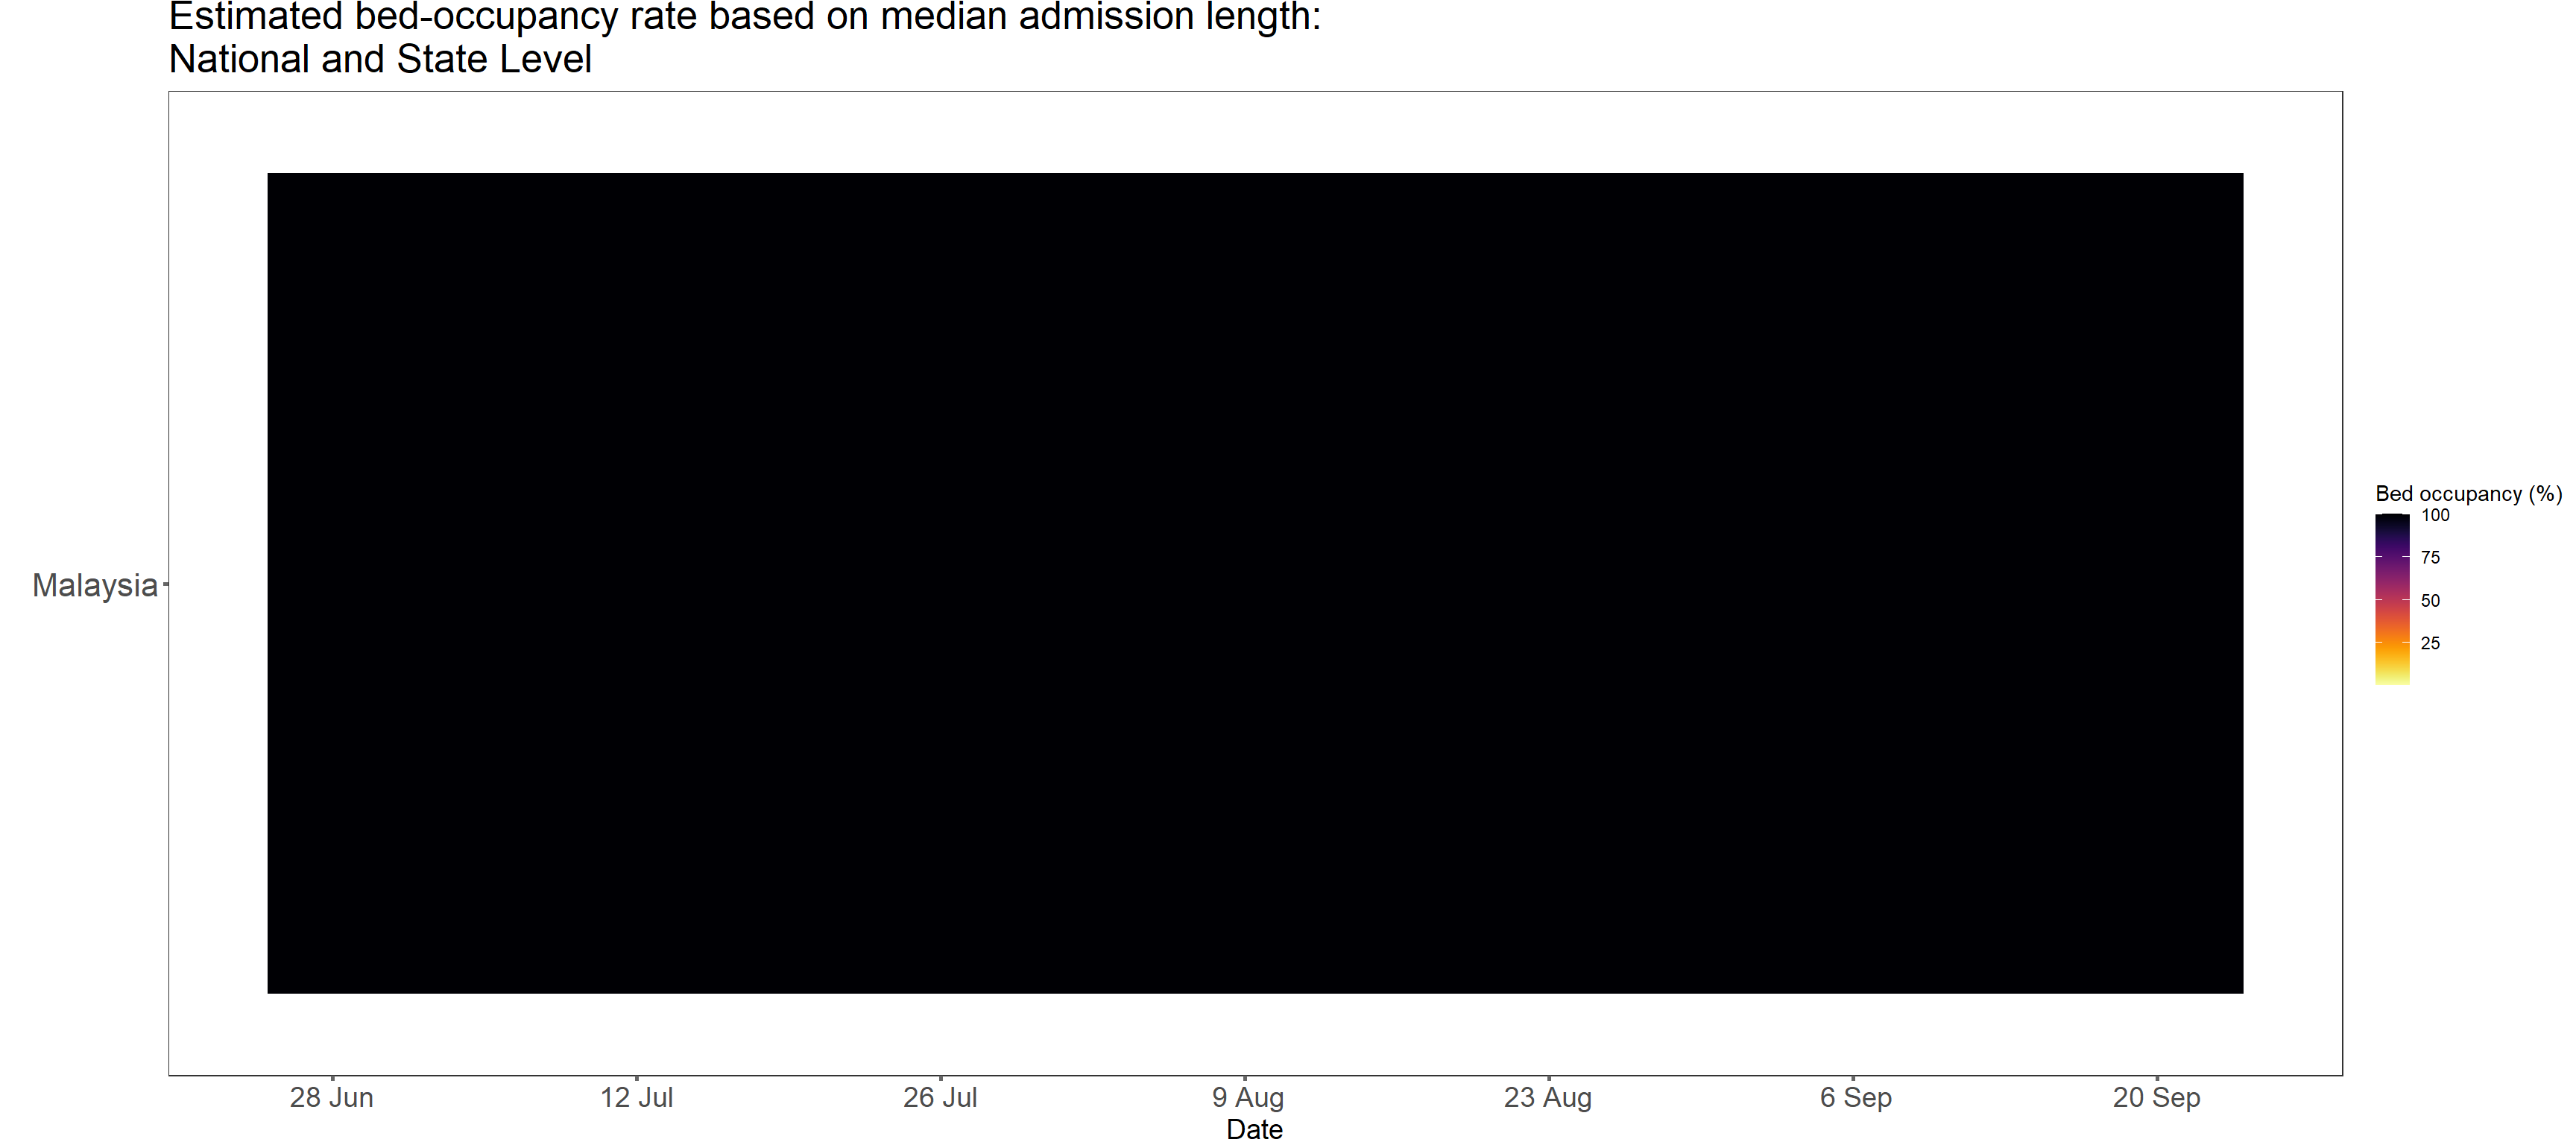 Estimated bed-occupancy rate based on median admission length:
National and State Level
Malaysia
Bed occupancy (%)
100
75
50
25
28 Jun
12 Jul
26 Jul
9 Aug
23 Aug
6 Sep
20 Sep
Date